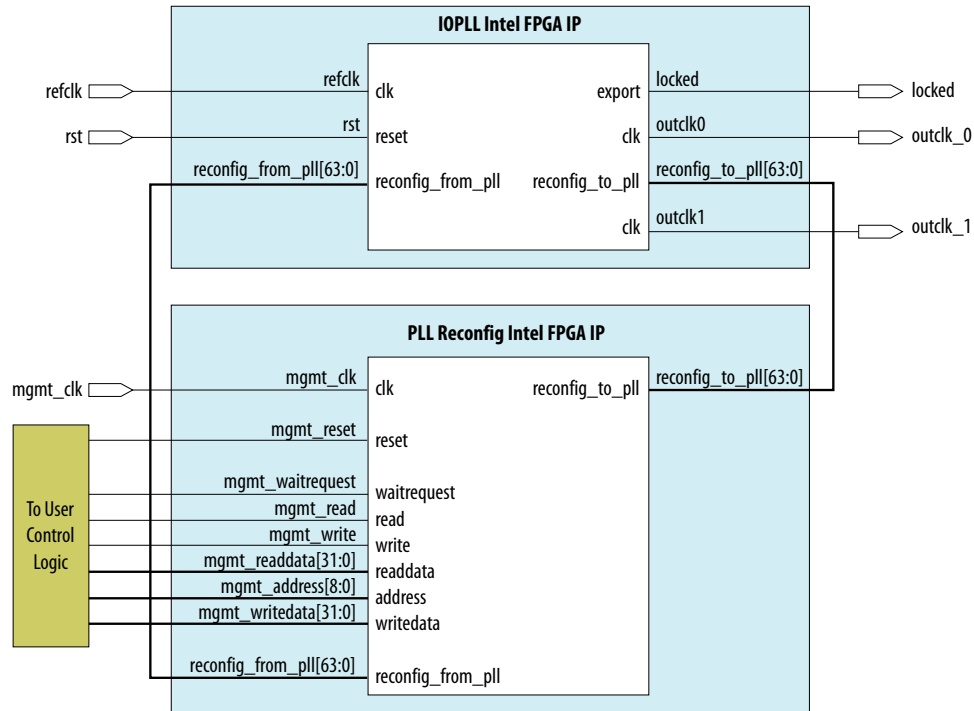 IOPLL Intel FPGA IP
refclk
refclk
clk
export
locked
locked
rst
rst
reset
clk
outclk0
outclk_0
reconfig_from_pll[63:0]
reconfig_from_pll
reconfig_to_pll
reconfig_to_pll[63:0]
clk
outclk1
outclk_1
PLL Reconfig Intel FPGA IP
mgmt_clk
mgmt_clk
clk
reconfig_to_pll
reconfig_to_pll[63:0]
mgmt_reset
reset
To User
Control
Logic
mgmt_waitrequest
waitrequest
mgmt_read
read
mgmt_write
write
mgmt_readdata[31:0]
readdata
mgmt_address[8:0]
address
mgmt_writedata[31:0]
writedata
reconfig_from_pll[63:0]
reconfig_from_pll